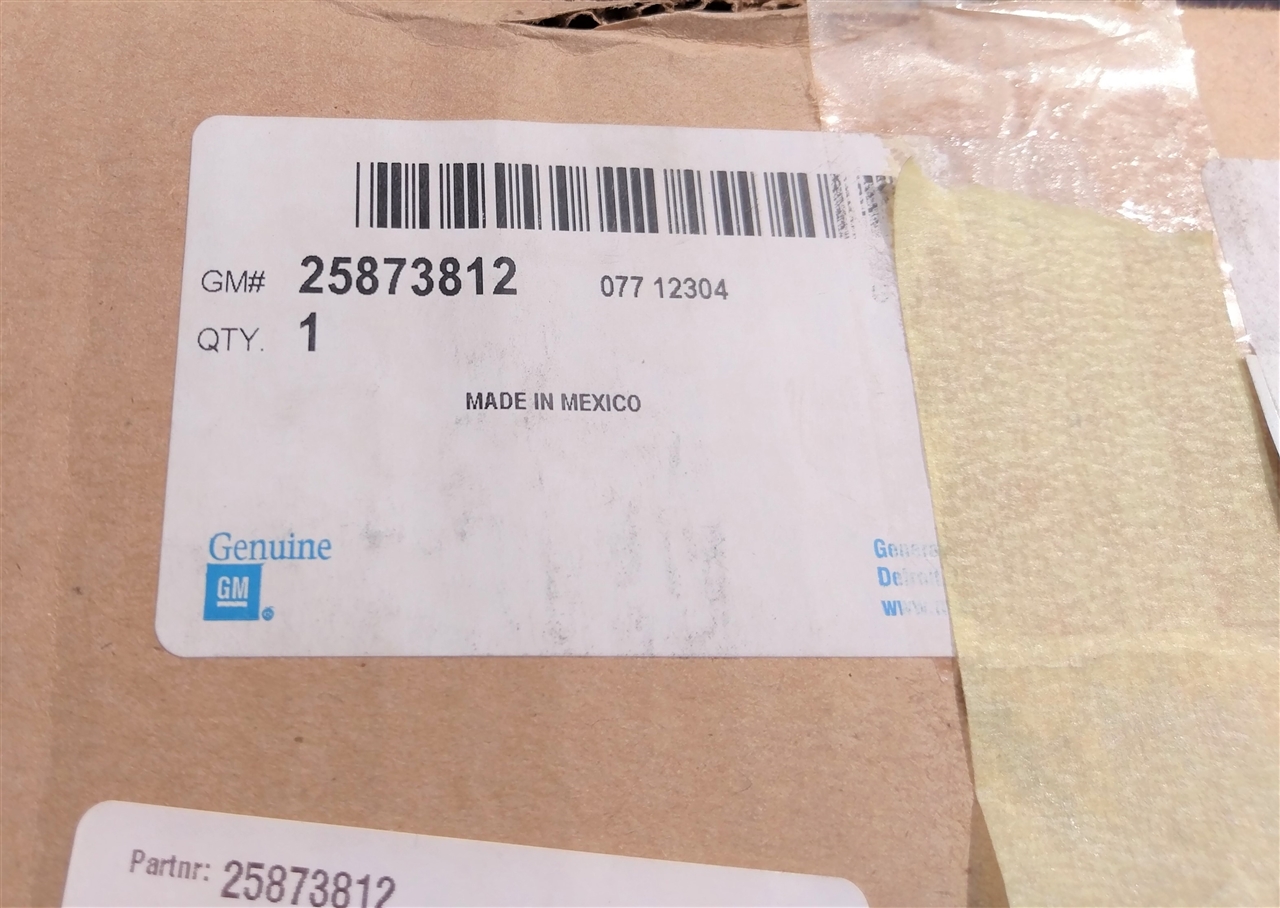 GM# 25873812 077 12304
QTY. 1
MADE IN MEXICO
Genuine
GM
Partnr: 25873812